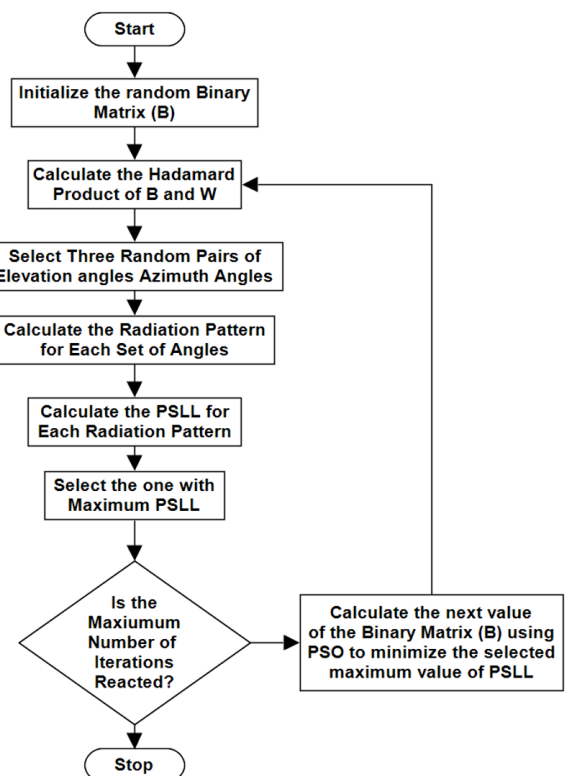 Start
Initialize the random Binary
Matrix (B)
Calculate the Hadamard
Product of B and W
Select Three Random Pairs of
Elevation angles Azimuth Angles
Calculate the Radiation Pattern
for Each Set of Angles
Calculate the PSLL for
Each Radiation Pattern
Select the one with
Maximum PSLL
Is the
Maxiumum
Number of
Iterations
Reacted?
Calculate the next value
of the Binary Matrix (B) using
PSO to minimize the selected
maximum value of PSLL
Stop